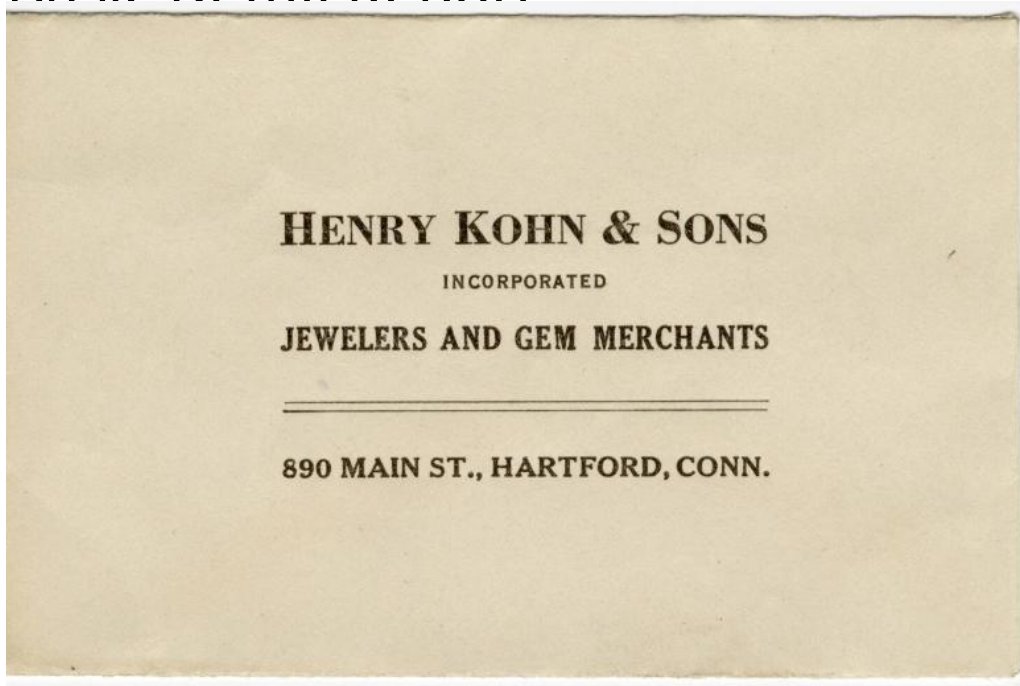 HENRY KOHN & SONS
INCORPORATED
JEWELERS AND GEM MERCHANTS
890 MAIN ST., HARTFORD, CONN.